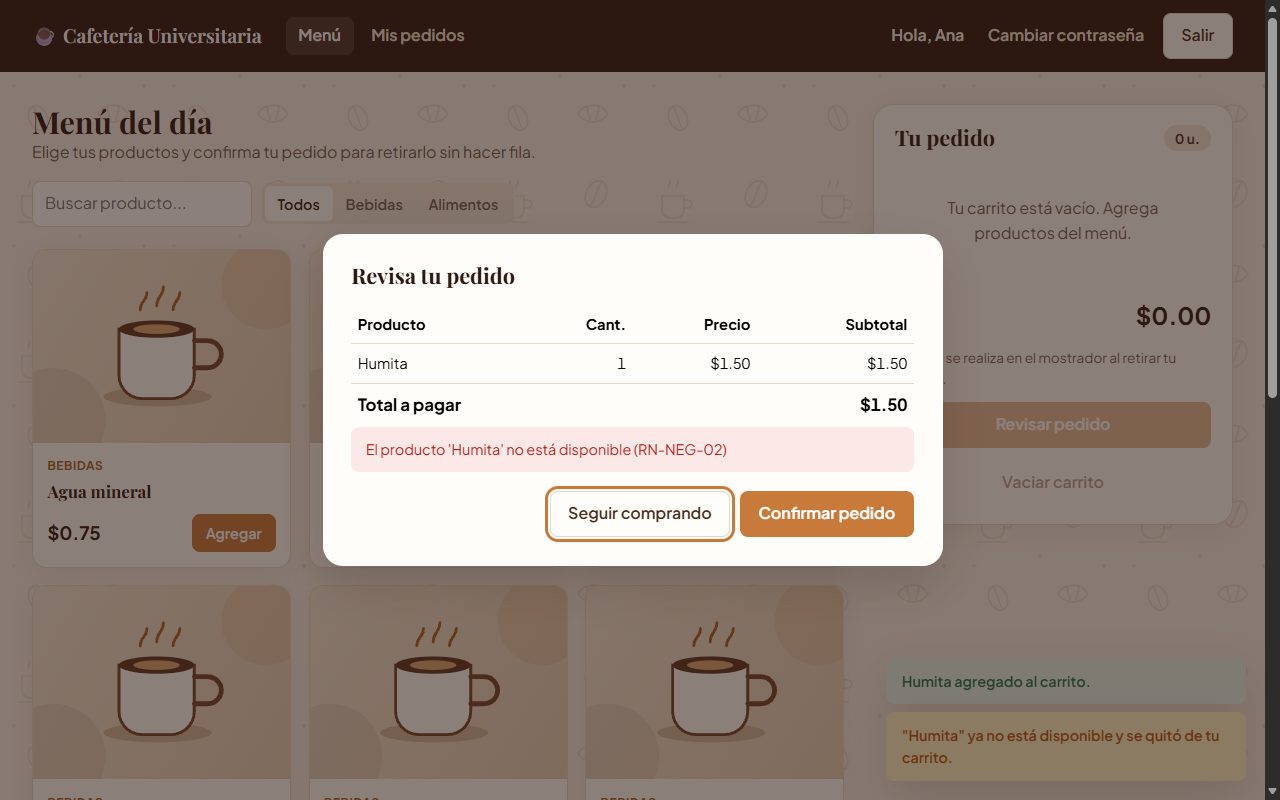 Cafetería Universitaria
Menú
Mis pedidos
Hola, Ana
Cambiar contraseña
Salir
Menú del día
Elige tus productos y confirma tu pedido para retirarlo sin hacer fila.
Buscar producto...
Todos
Bebidas
Alimentos
BEBIDAS
Agua mineral
$0.75
Agregar
Tu pedido
0 u.
Tu carrito está vacío. Agrega
productos del menú.
$0.00
se realiza en el mostrador al retirar tu
Revisar pedido
Vaciar carrito
Revisa tu pedido
Producto Cant. Precio Subtotal
Humita 1 $1.50 $1.50
Total a pagar $1.50
El producto 'Humita' no está disponible (RN-NEG-02)
Seguir comprando
Confirmar pedido
Humita agregado al carrito.
"Humita" ya no está disponible y se quitó de tu
carrito.